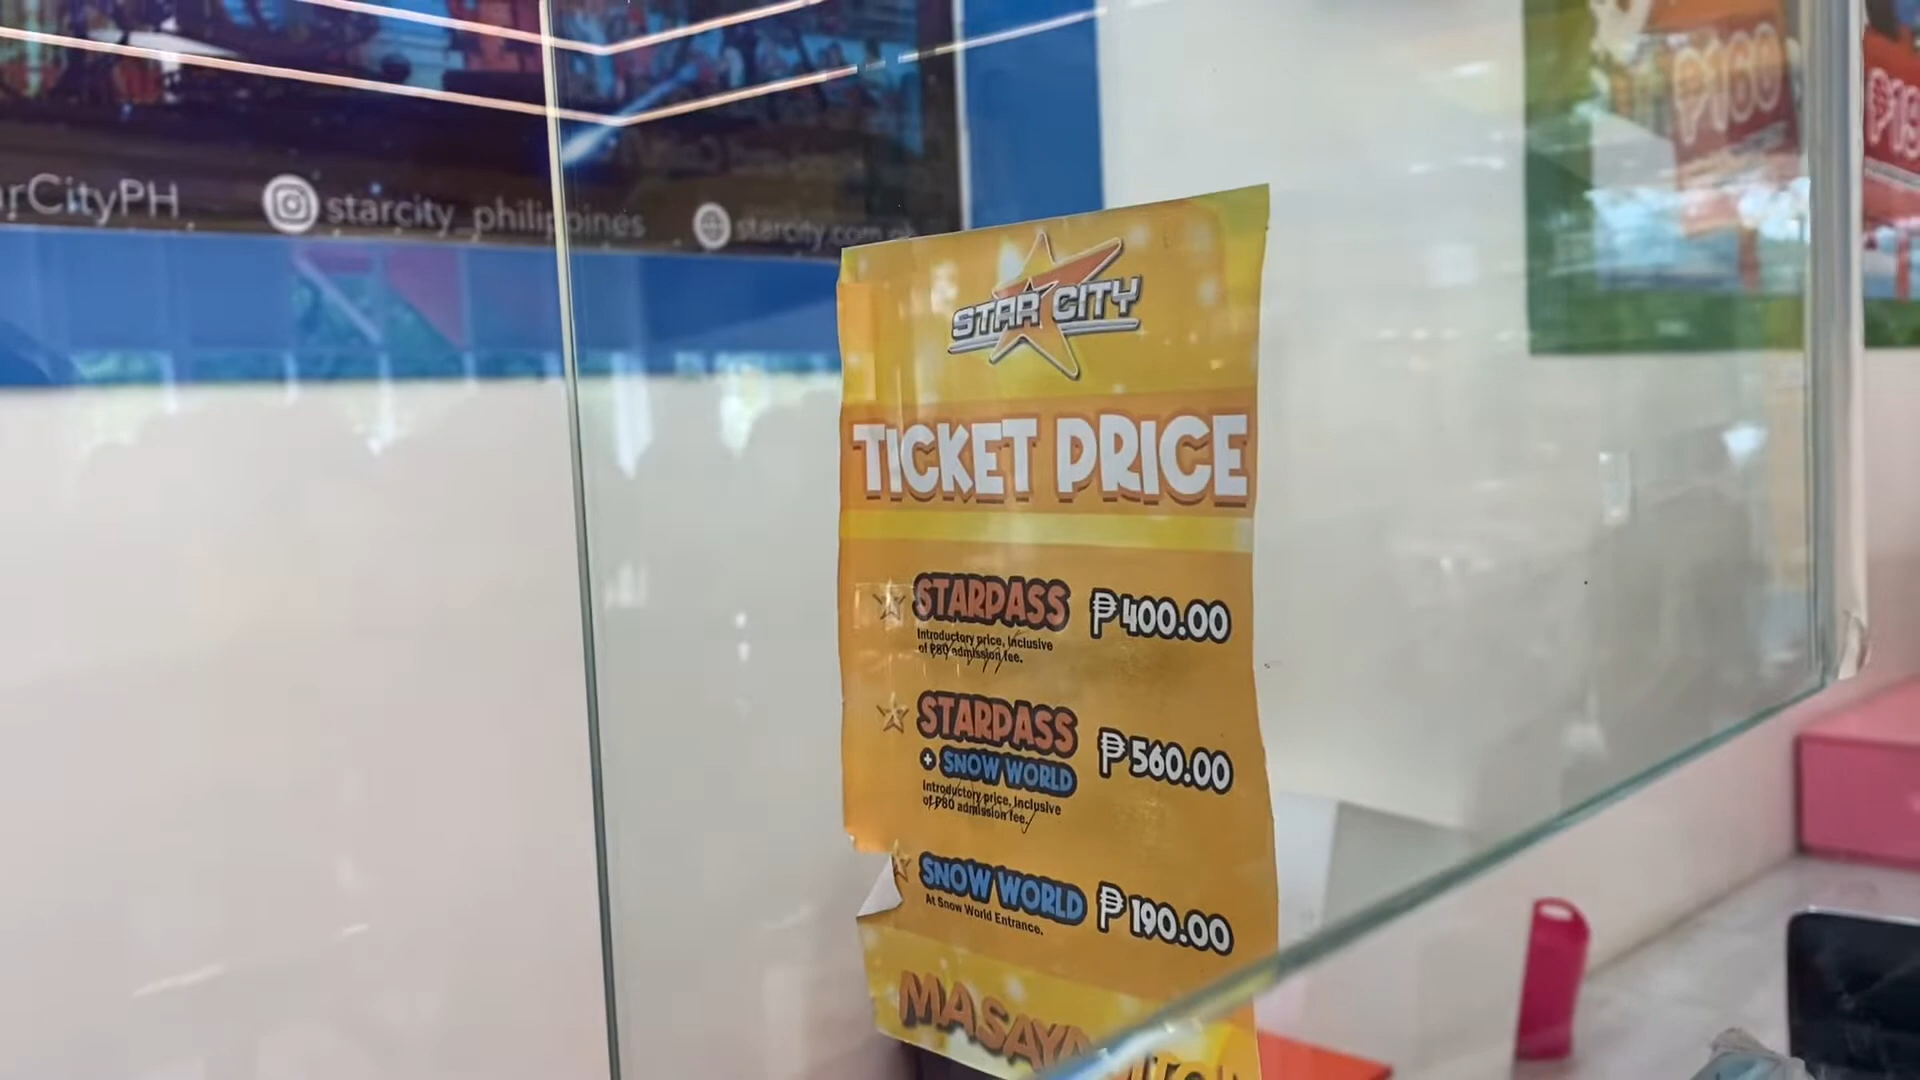 rCityPH
starcity_philippines
starcity.com.ph
₱160
STAR CITY
TICKET PRICE
STARPASS ₱400.00
Introductory price, Inclusive
of ₱80 admission fee.
STARPASS
+ SNOW WORLD ₱560.00
Introductory price, Inclusive
of ₱80 admission fee.
SNOW WORLD ₱190.00
At Snow World Entrance.